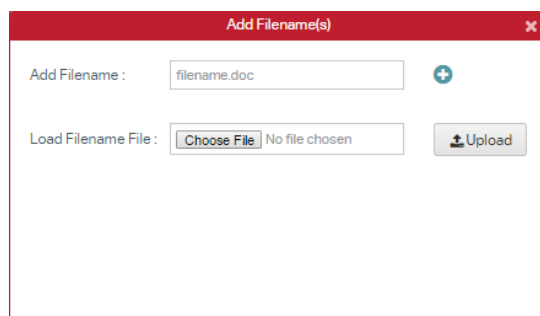 Add Filename(s)
Add Filename : filename.doc
Load Filename File : Choose File No file chosen Upload